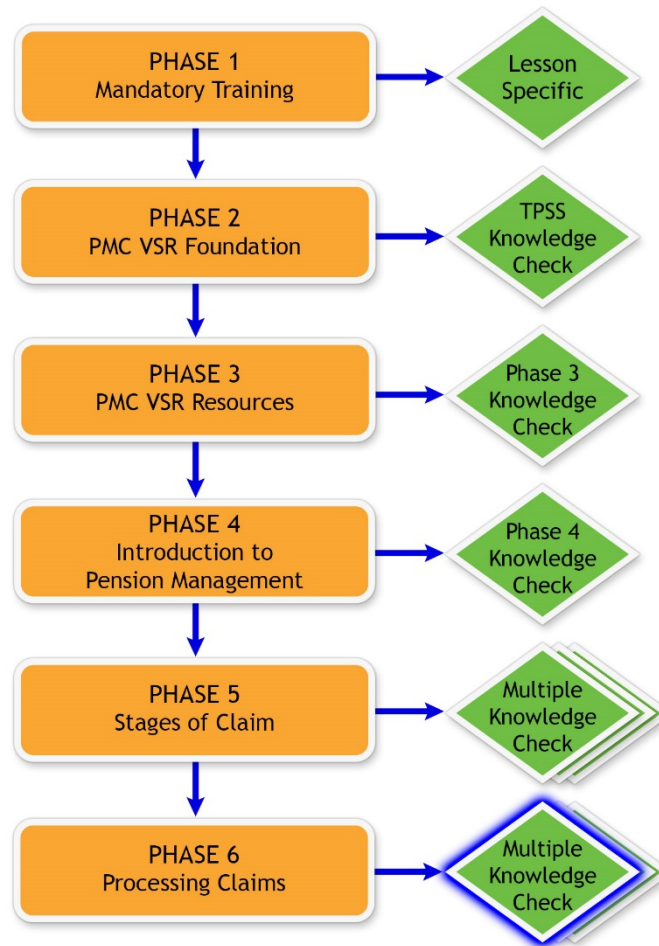 PHASE 1
Mandatory Training
Lesson
Specific
PHASE 2
PMC VSR Foundation
TPSS
Knowledge
Check
PHASE 3
PMC VSR Resources
Phase 3
Knowledge
Check
PHASE 4
Introduction to
Pension Management
Phase 4
Knowledge
Check
PHASE 5
Stages of Claim
Multiple
Knowledge
Check
PHASE 6
Processing Claims
Multiple
Knowledge
Check